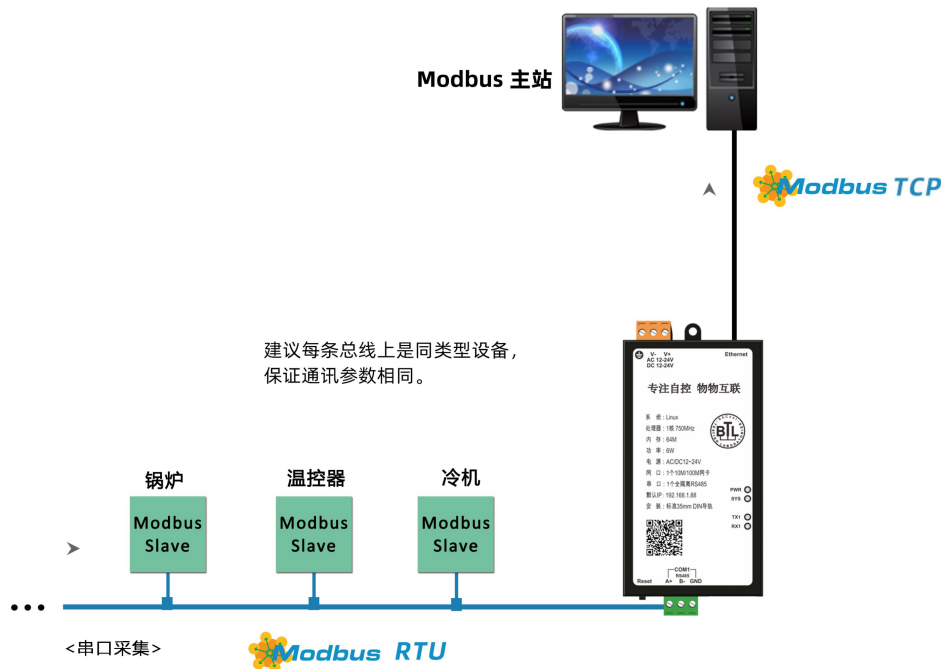 Modbus 主站
Modbus TCP
建议每条总线上是同类型设备，
保证通讯参数相同。
V- V+
AC 12-24V
DC 12-24V
Ethernet
专注自控 物物互联
系 统：Linux
处理器：1核 750MHz
内 存：64M
功 率：6W
电 源：AC/DC12~24V
网 口：1个10M/100M网卡
串 口：1个全隔离RS485
默认IP：192.168.1.88
安 装：标准35mm DIN导轨
BTL
PWR
SYS
TX1
RX1
COM1
RS485
Reset A+ B- GND
锅炉
温控器
冷机
Modbus
Slave
Modbus
Slave
Modbus
Slave
<串口采集>
Modbus RTU